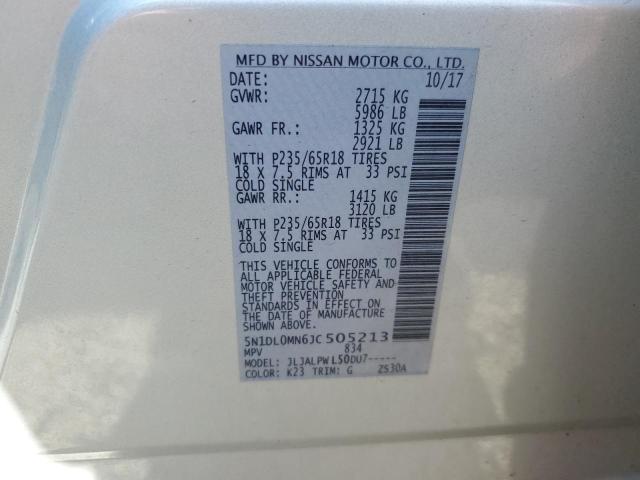 MFD BY NISSAN MOTOR CO., LTD.
DATE: 10/17
GVWR: 2715 KG
5986 LB
GAWR FR.: 1325 KG
2921 LB
WITH P235/65R18 TIRES
18 X 7.5 RIMS AT 33 PSI
COLD SINGLE
GAWR RR.: 1415 KG
3120 LB
WITH P235/65R18 TIRES
18 X 7.5 RIMS AT 33 PSI
COLD SINGLE
THIS VEHICLE CONFORMS TO
ALL APPLICABLE FEDERAL
MOTOR VEHICLE SAFETY AND
THEFT PREVENTION
STANDARDS IN EFFECT ON
THE DATE OF MANUFACTURE
SHOWN ABOVE.
5N1DL0MN6JC505213
MPV 834
MODEL: JLJALPWL50DU7-----
COLOR: K23 TRIM: G ZS30A